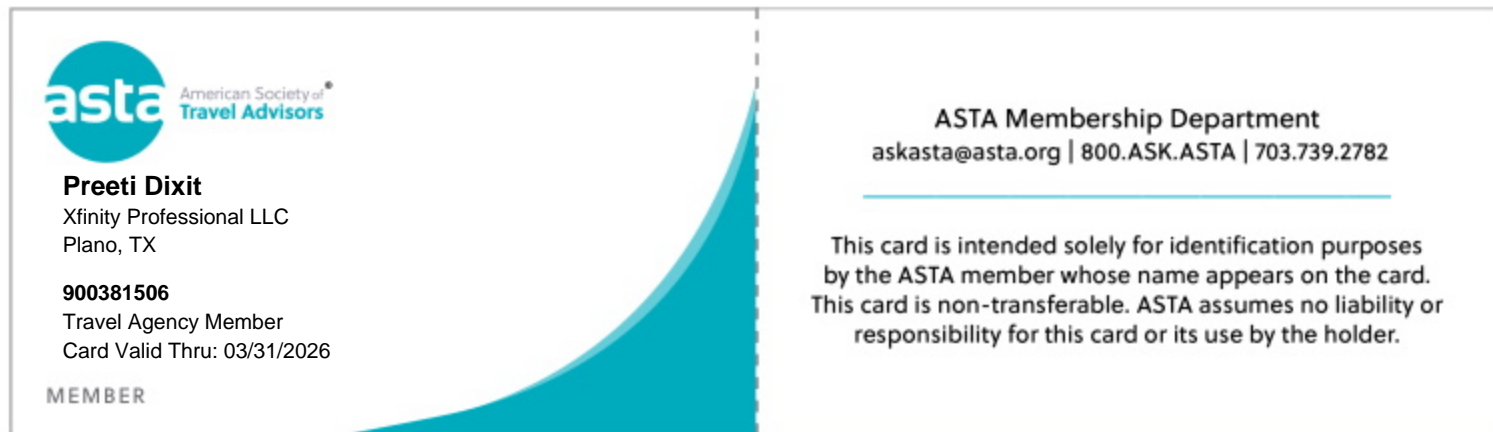 asta
American Society of
Travel Advisors
Preeti Dixit
Xfinity Professional LLC
Plano, TX
900381506
Travel Agency Member
Card Valid Thru: 03/31/2026
MEMBER
ASTA Membership Department
askasta@asta.org | 800.ASK.ASTA | 703.739.2782
This card is intended solely for identification purposes
by the ASTA member whose name appears on the card.
This card is non-transferable. ASTA assumes no liability or
responsibility for this card or its use by the holder.